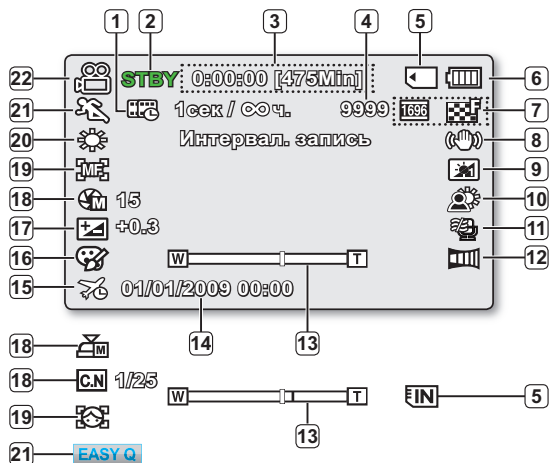 1 2 3 4 5
22 STBY 0:00:00 [475Min] 6
21 1сек / ∞ ч. 9999 1696 F 7
20 Интервал. запись 8
19 MF 9
18 M 15 10
17 +0.3 11
16 W T 12
15 01/01/2009 00:00
14 13
18 M
18 C.N 1/25 W T IN 5
19 13
21 EASY Q